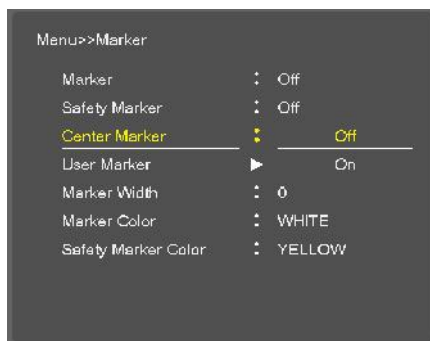 Menu>>Marker
Marker : Off
Safety Marker : Off
Center Marker : Off
User Marker ▶ On
Marker Width : 0
Marker Color : WHITE
Safety Marker Color : YELLOW